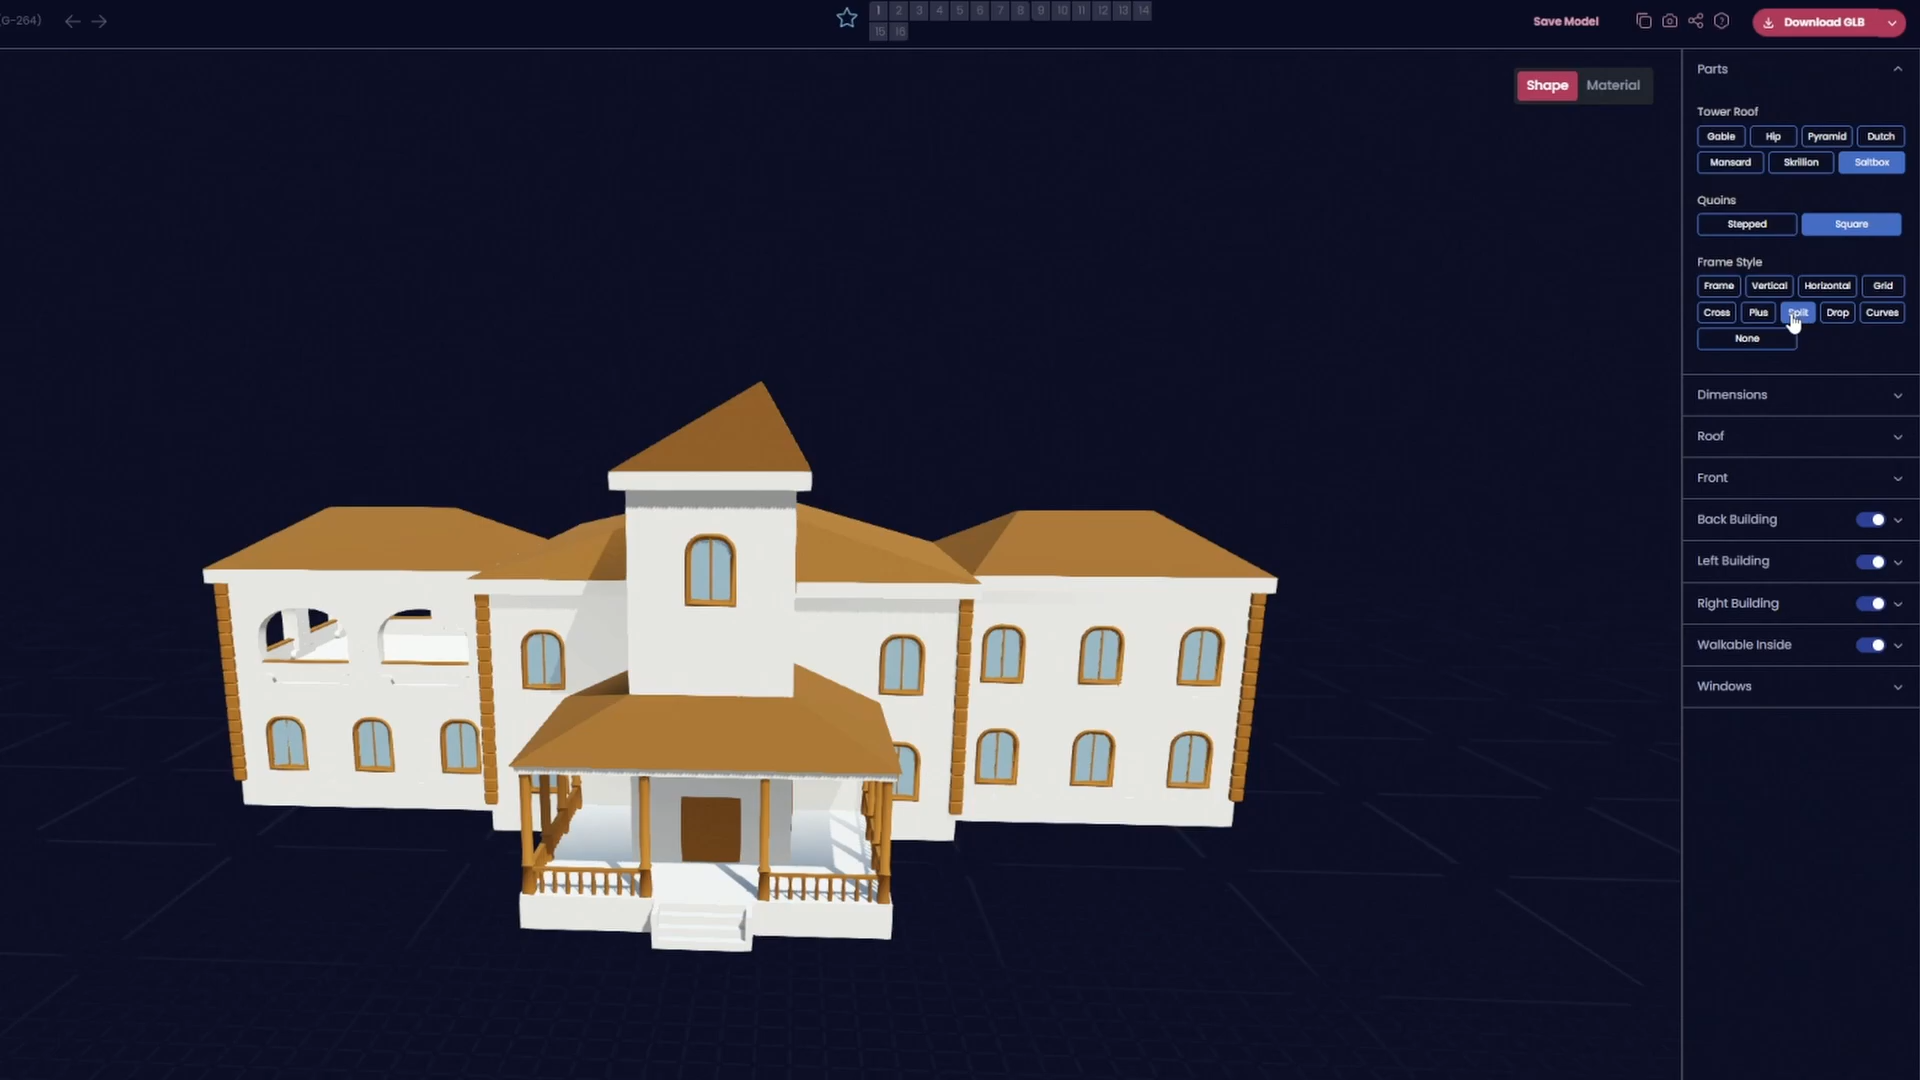 (G-264)
1 2 3 4 5 6 7 8 9 10 11 12 13 14
15 16
Save Model
Download GLB
Shape Material
Parts
Tower Roof
Gable Hip Pyramid Dutch
Mansard Skrillion Saltbox
Quoins
Stepped Square
Frame Style
Frame Vertical Horizontal Grid
Cross Plus Split Drop Curves
None
Dimensions
Roof
Front
Back Building
Left Building
Right Building
Walkable Inside
Windows